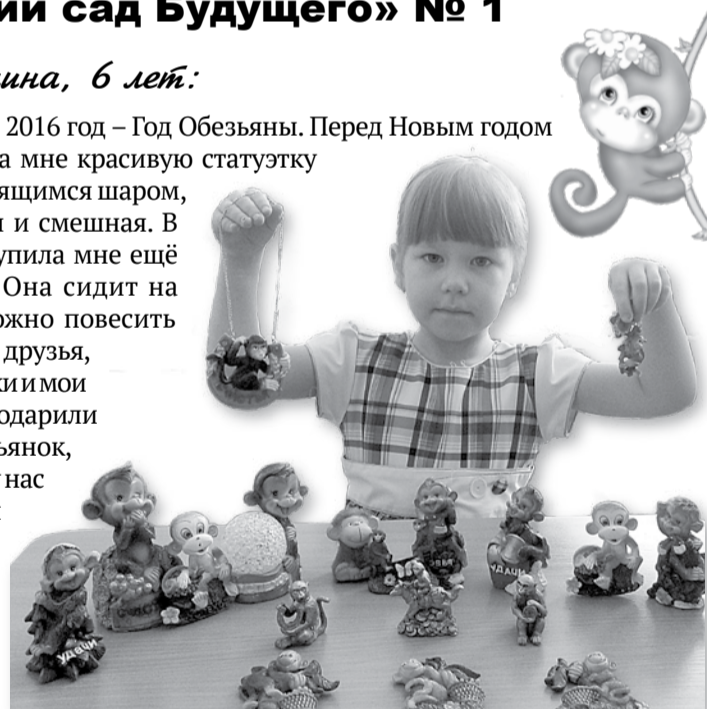 ий сад Будущего» № 1
ина, 6 лет:
2016 год – Год Обезьяны. Перед Новым годом
а мне красивую статуэтку
ящимся шаром,
и смешная. В
упила мне ещё
Она сидит на
ожно повесить
друзья,
ки и мои
одарили
ьянок,
нас
УДАЧИ
УДАЧИ